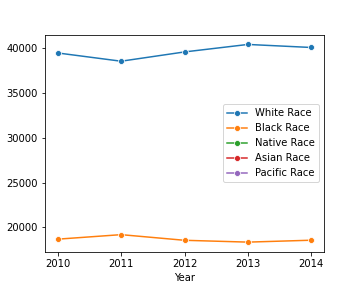 40000
35000
30000
25000
20000
White Race
Black Race
Native Race
Asian Race
Pacific Race
2010 2011 2012 2013 2014
Year